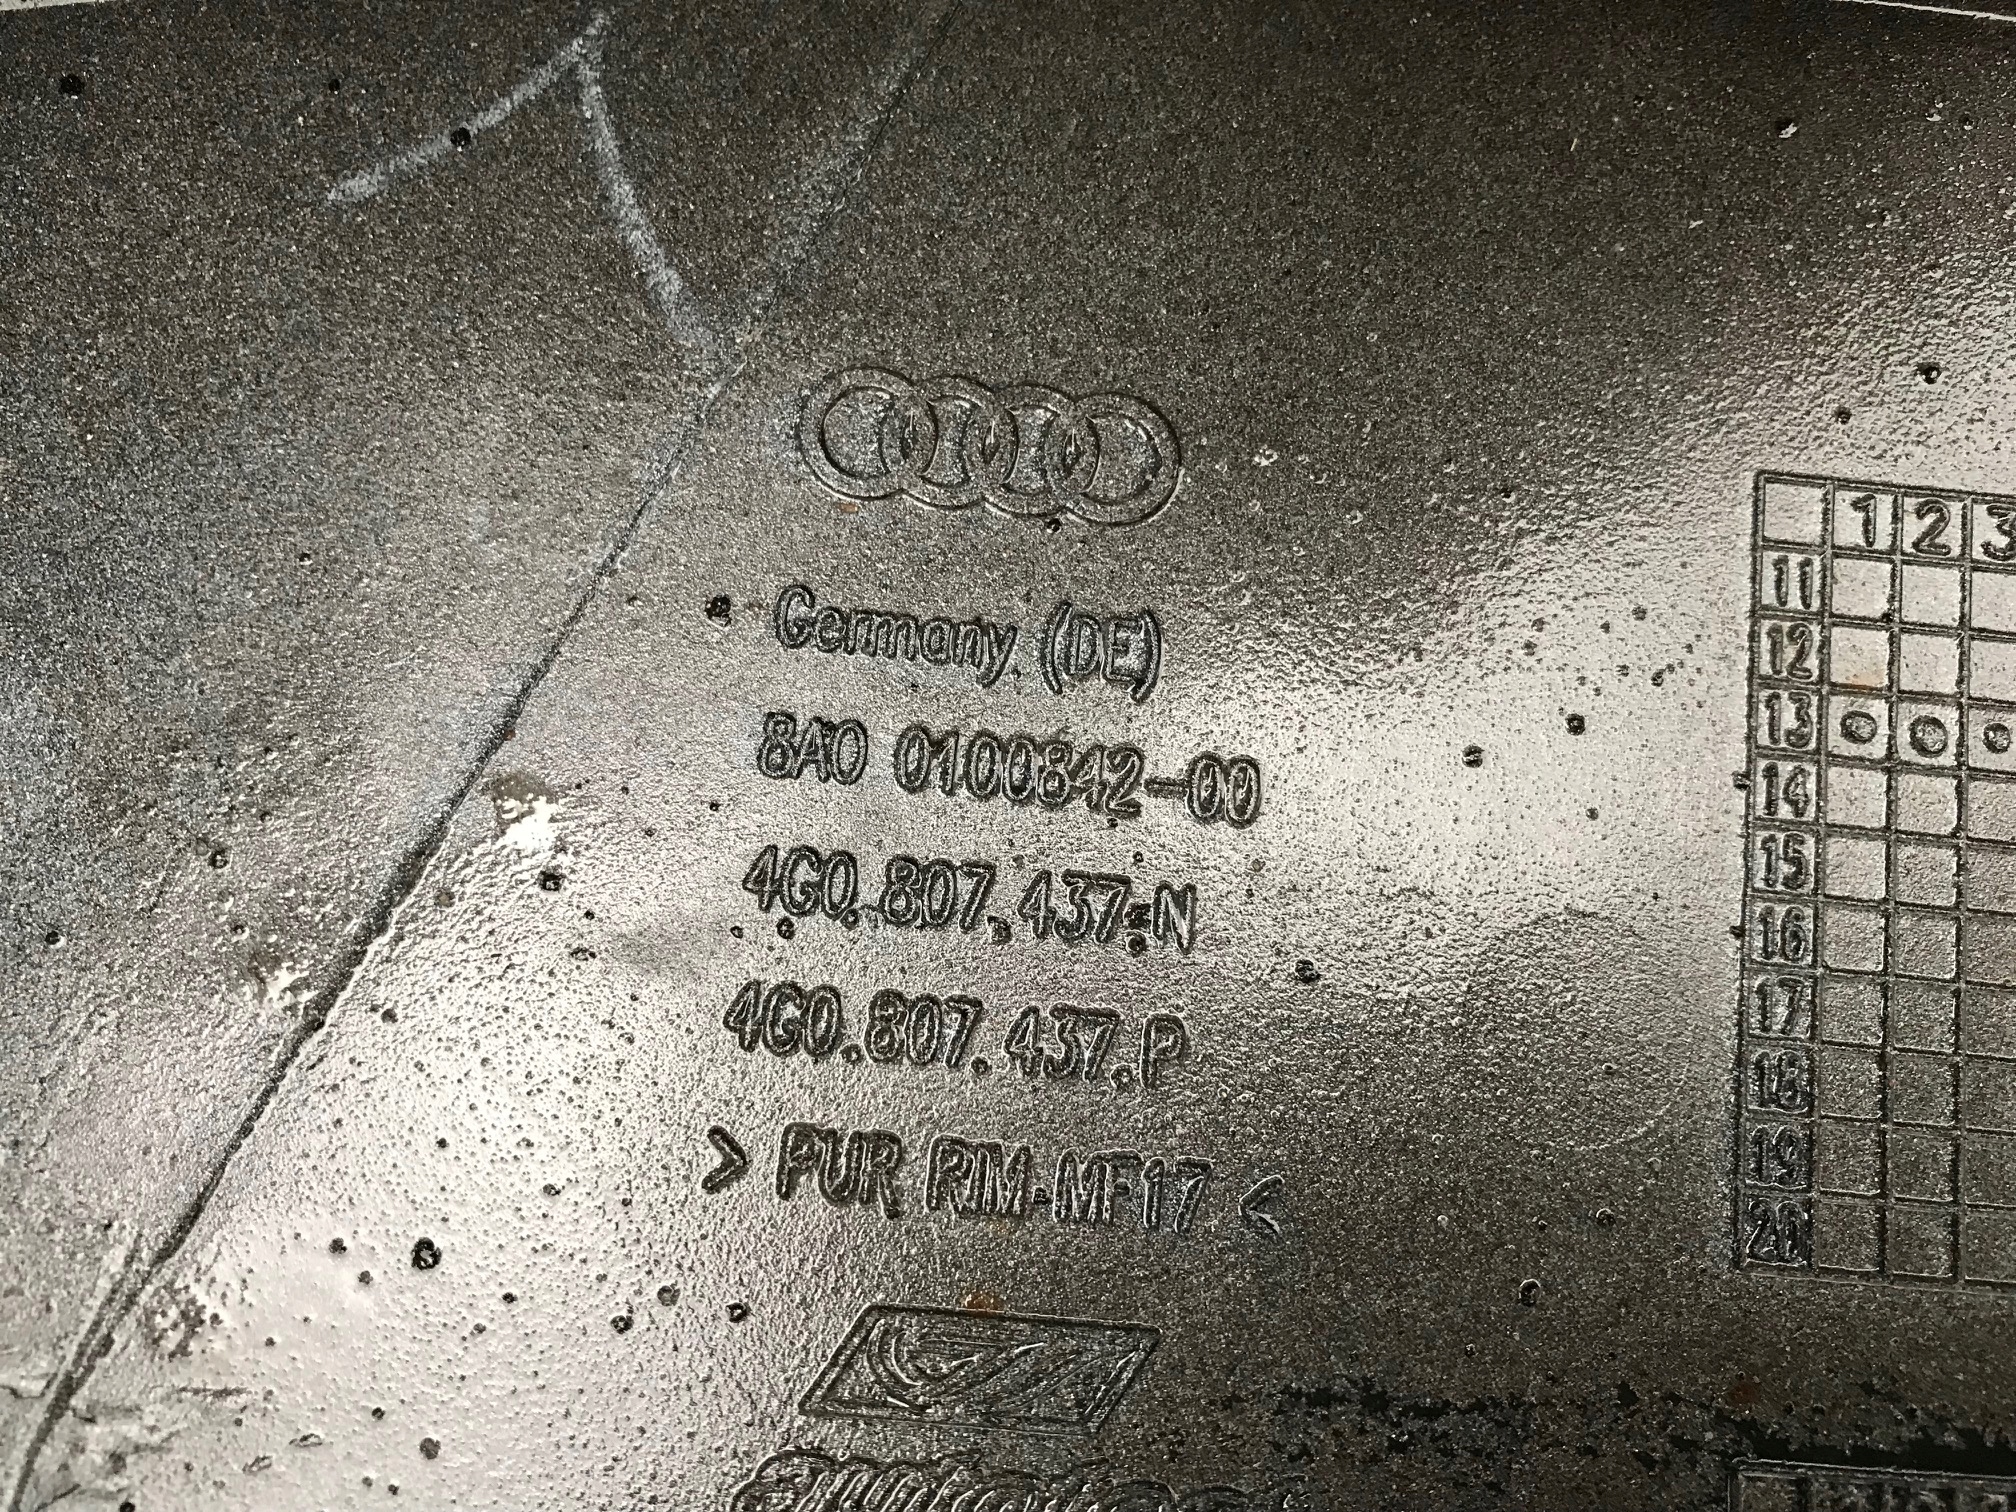 Germany (DE)
8A0 0100842-00
4G0.807.437.N
4G0.807.437.P
> PUR RIM-MF17 <
1 2 3
11
12
13
14
15
16
17
18
19
20